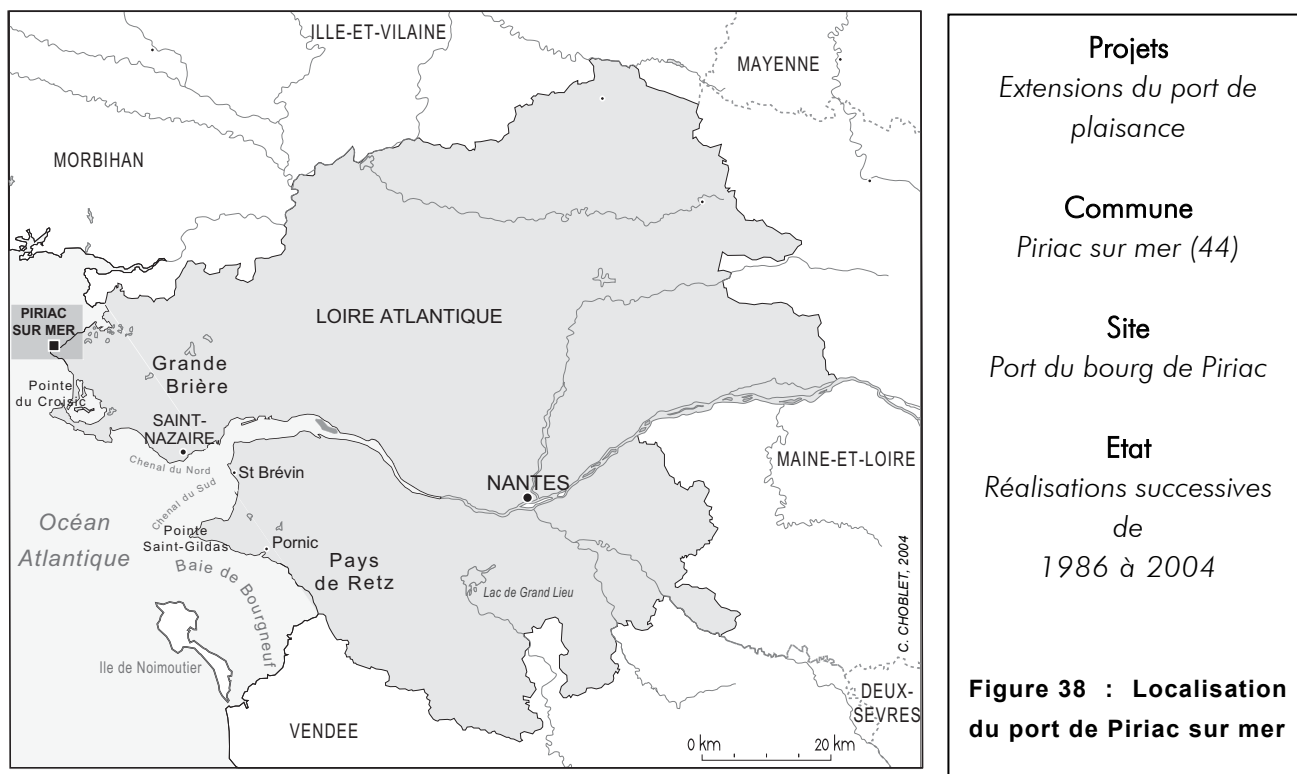 ILLE-ET-VILAINE
MAYENNE
MORBIHAN
PIRIAC
SUR MER
LOIRE ATLANTIQUE
Grande
Brière
Pointe
du Croisic
SAINT-
NAZAIRE
Chenal du Nord
St Brévin
Chenal du Sud
NANTES
MAINE-ET-LOIRE
Océan
Atlantique
Pointe
Saint-Gildas
Pornic
Baie de Bourgneuf
Pays
de Retz
Lac de Grand Lieu
Ile de Noimoutier
VENDEE
DEUX-
SEVRES
0 km
20 km
C. CHOBLET, 2004
Projets
Extensions du port de
plaisance
Commune
Piriac sur mer (44)
Site
Port du bourg de Piriac
Etat
Réalisations successives
de
1986 à 2004
Figure 38 : Localisation
du port de Piriac sur mer